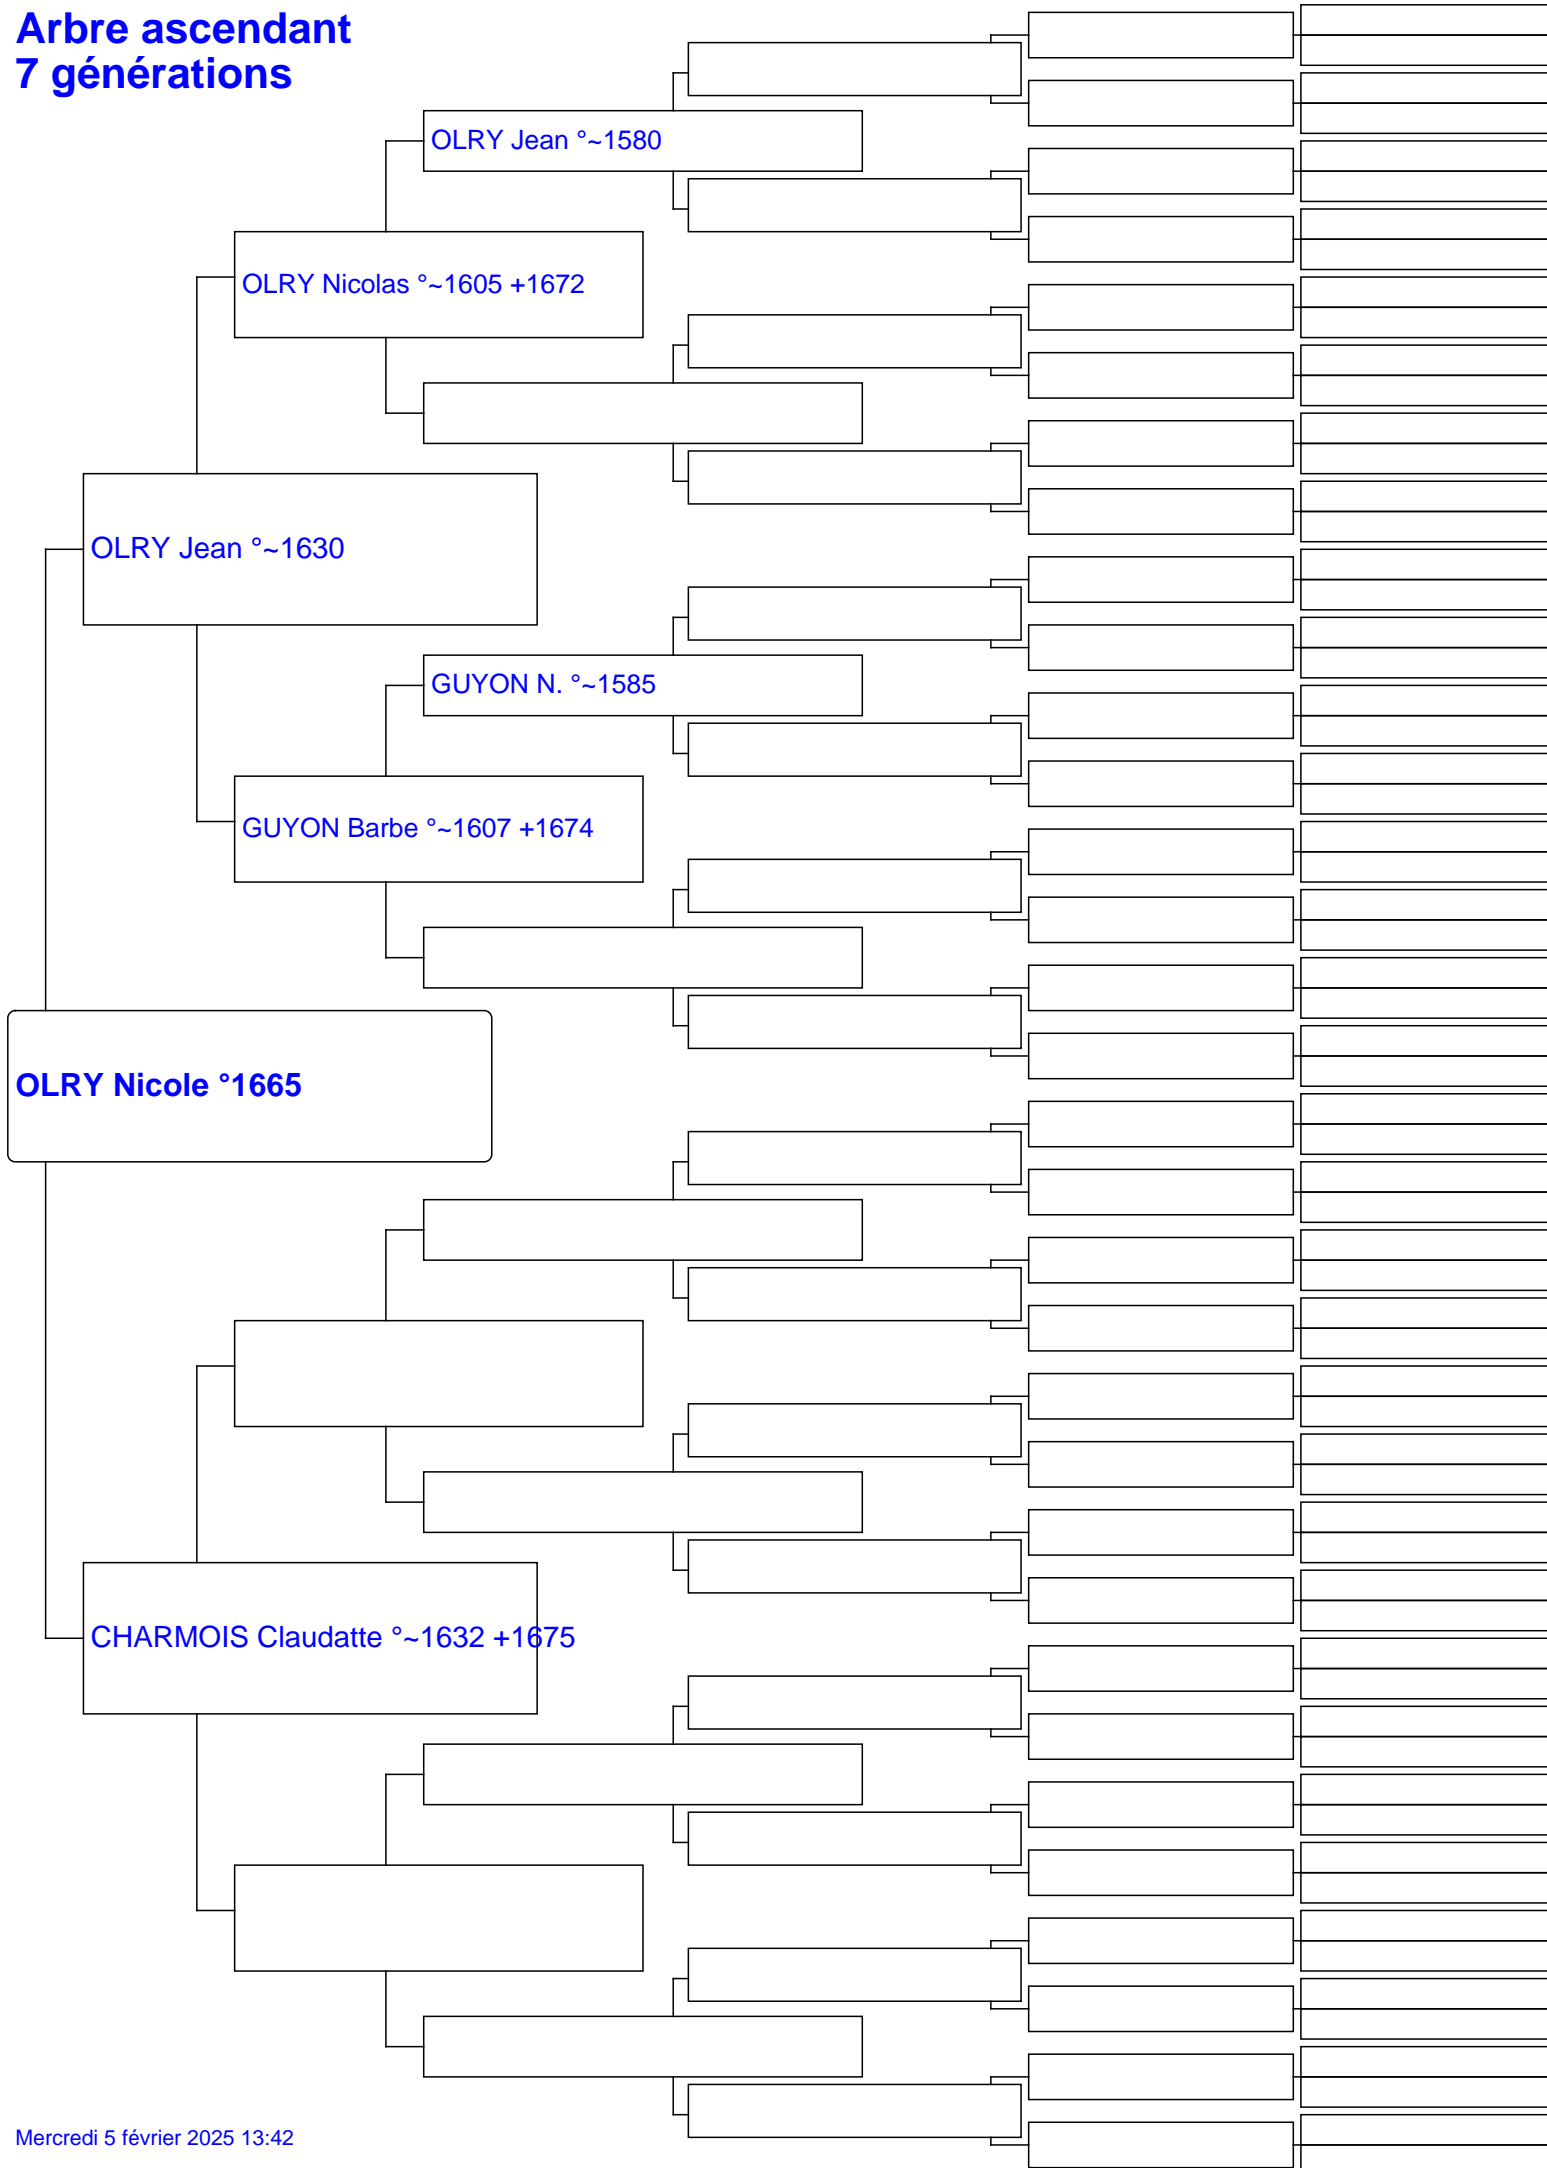 Arbre ascendant
7 générations
OLRY Jean °~1580
OLRY Nicolas °~1605 +1672
OLRY Jean °~1630
GUYON N. °~1585
GUYON Barbe °~1607 +1674
OLRY Nicole °1665
CHARMOIS Claudatte °~1632 +1675
Mercredi 5 février 2025 13:42